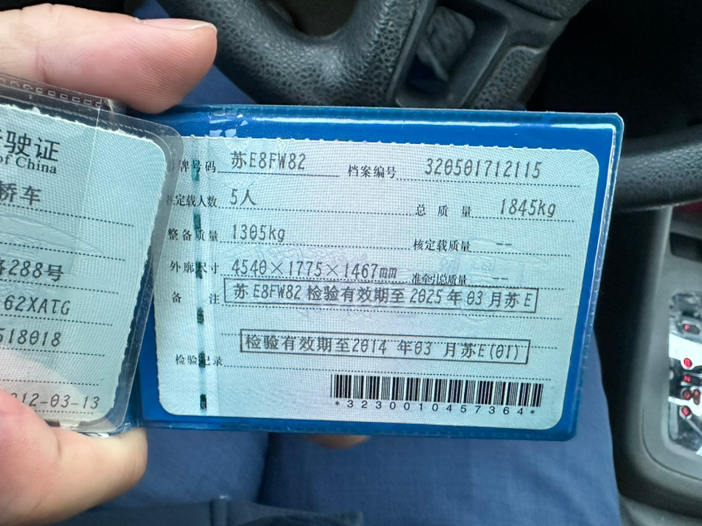 驶证
of China
桥车
288号
62XATG
518018
012-03-13
号牌号码 苏E8FW82 档案编号 320501712115
核定载人数 5人 总质量 1845kg
整备质量 1305kg 核定载质量 --
外廓尺寸 4540×1775×1467mm 准牵引总质量 --
备注 苏E8FW82 检验有效期至 2025年03月苏E
检验有效期至2014 年03 月苏E(01)
检验记录
*3230010457364*